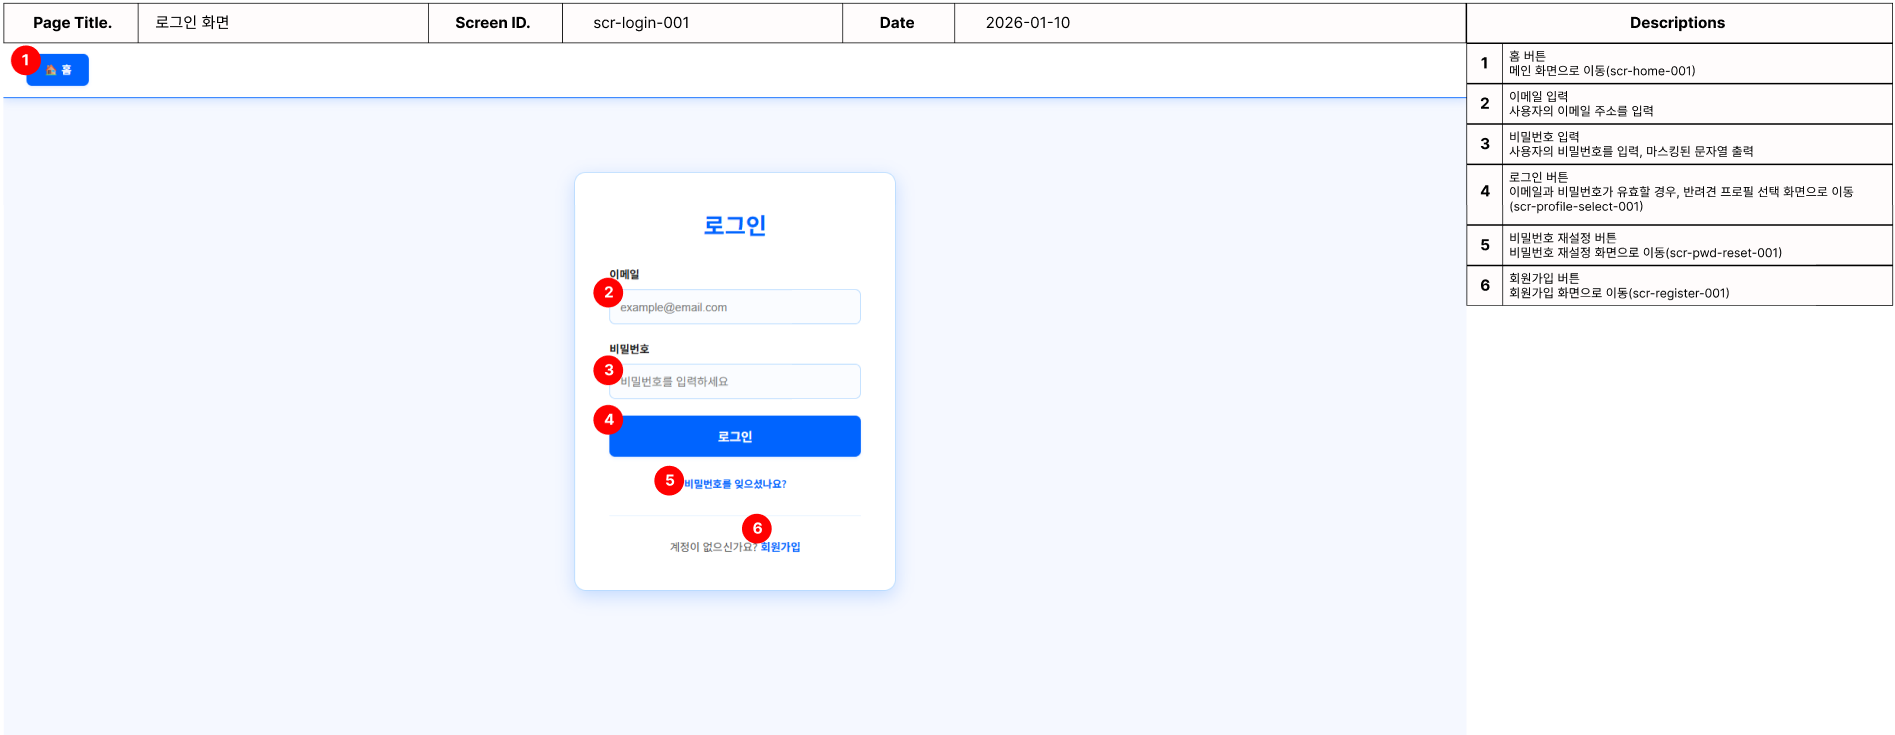 Page Title. 로그인 화면 Screen ID. scr-login-001 Date 2026-01-10 Descriptions
1 홈
로그인
이메일
2 example@email.com
비밀번호
3 비밀번호를 입력하세요
4 로그인
5 비밀번호를 잊으셨나요?
6
계정이 없으신가요? 회원가입
1 홈 버튼
메인 화면으로 이동(scr-home-001)
2 이메일 입력
사용자의 이메일 주소를 입력
3 비밀번호 입력
사용자의 비밀번호를 입력, 마스킹된 문자열 출력
4 로그인 버튼
이메일과 비밀번호가 유효할 경우, 반려견 프로필 선택 화면으로 이동
(scr-profile-select-001)
5 비밀번호 재설정 버튼
비밀번호 재설정 화면으로 이동(scr-pwd-reset-001)
6 회원가입 버튼
회원가입 화면으로 이동(scr-register-001)